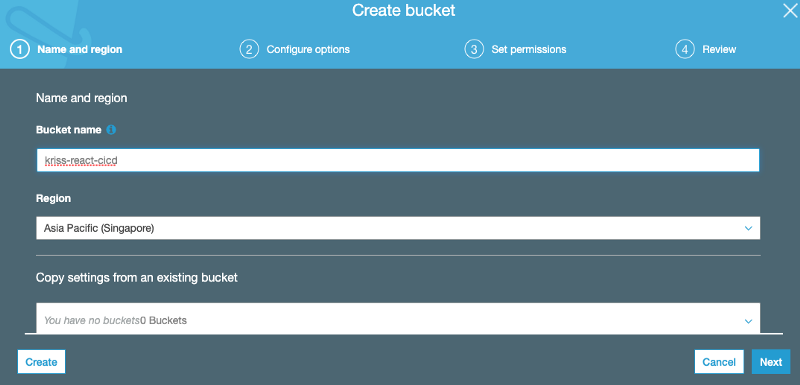 Create bucket
1 Name and region 2 Configure options 3 Set permissions 4 Review
Name and region
Bucket name
kriss-react-cicd
Region
Asia Pacific (Singapore)
Copy settings from an existing bucket
You have no buckets0 Buckets
Create Cancel Next